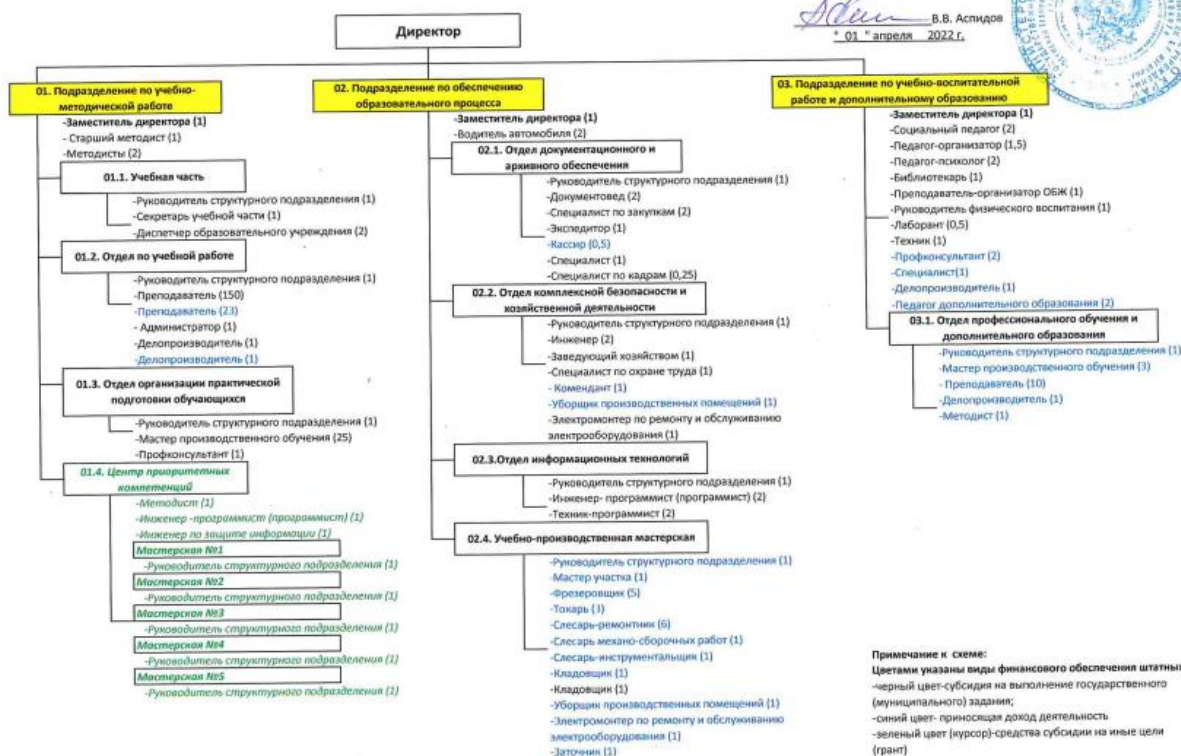 В.В. Аспидов
" 01 " апреля 2022 г.
Директор
01. Подразделение по учебно-
методической работе
-Заместитель директора (1)
- Старший методист (1)
-Методисты (2)
01.1. Учебная часть
-Руководитель структурного подразделения (1)
-Секретарь учебной части (1)
-Диспетчер образовательного учреждения (2)
01.2. Отдел по учебной работе
-Руководитель структурного подразделения (1)
-Преподаватель (150)
-Преподаватель (23)
- Администратор (1)
-Делопроизводитель (1)
-Делопроизводитель (1)
01.3. Отдел организации практической
подготовки обучающихся
-Руководитель структурного подразделения (1)
-Мастер производственного обучения (25)
-Профконсультант (1)
01.4. Центр приоритетных
компетенций
-Методист (1)
-Инженер -программист (программист) (1)
-Инженер по защите информации (1)
Мастерская №1
-Руководитель структурного подразделения (1)
Мастерская №2
-Руководитель структурного подразделения (1)
Мастерская №3
-Руководитель структурного подразделения (1)
Мастерская №4
-Руководитель структурного подразделения (1)
Мастерская №5
-Руководитель структурного подразделения (1)
02. Подразделение по обеспечению
образовательного процесса
-Заместитель директора (1)
-Водитель автомобиля (2)
02.1. Отдел документационного и
архивного обеспечения
-Руководитель структурного подразделения (1)
-Документовед (2)
-Специалист по закупкам (2)
-Экспедитор (1)
-Кассир (0,5)
-Специалист (1)
-Специалист по кадрам (0,25)
02.2. Отдел комплексной безопасности и
хозяйственной деятельности
-Руководитель структурного подразделения (1)
-Инженер (2)
-Заведующий хозяйством (1)
-Специалист по охране труда (1)
- Комендант (1)
-Уборщик производственных помещений (1)
-Электромонтер по ремонту и обслуживанию
электрооборудования (1)
02.3.Отдел информационных технологий
-Руководитель структурного подразделения (1)
-Инженер- программист (программист) (2)
-Техник-программист (2)
02.4. Учебно-производственная мастерская
-Руководитель структурного подразделения (1)
-Мастер участка (1)
-Фрезеровщик (5)
-Токарь (3)
-Слесарь-ремонтник (6)
-Слесарь механо-сборочных работ (1)
-Слесарь-инструментальщик (1)
-Кладовщик (1)
-Кладовщик (1)
-Уборщик производственных помещений (1)
-Электромонтер по ремонту и обслуживанию
электрооборудования (1)
-Заточник (1)
03. Подразделение по учебно-воспитательной
работе и дополнительному образованию
-Заместитель директора (1)
-Социальный педагог (2)
-Педагог-организатор (1,5)
-Педагог-психолог (2)
-Библиотекарь (1)
-Преподаватель-организатор ОБЖ (1)
-Руководитель физического воспитания (1)
-Лаборант (0,5)
-Техник (1)
-Профконсультант (2)
-Специалист(1)
-Делопроизводитель (1)
-Педагог дополнительного образования (2)
03.1. Отдел профессионального обучения и
дополнительного образования
-Руководитель структурного подразделения (1)
-Мастер производственного обучения (3)
- Преподаватель (10)
-Делопроизводитель (1)
-Методист (1)
Примечание к схеме:
Цветами указаны виды финансового обеспечения штатных
-черный цвет-субсидия на выполнение государственного
(муниципального) задания;
-синий цвет- приносящая доход деятельность
-зеленый цвет (курсор)-средства субсидии на иные цели
(грант)